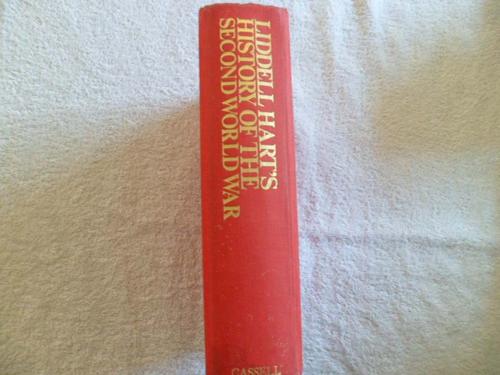 LIDDELL HART'S
HISTORY OF THE
SECOND WORLD WAR
CASSELL